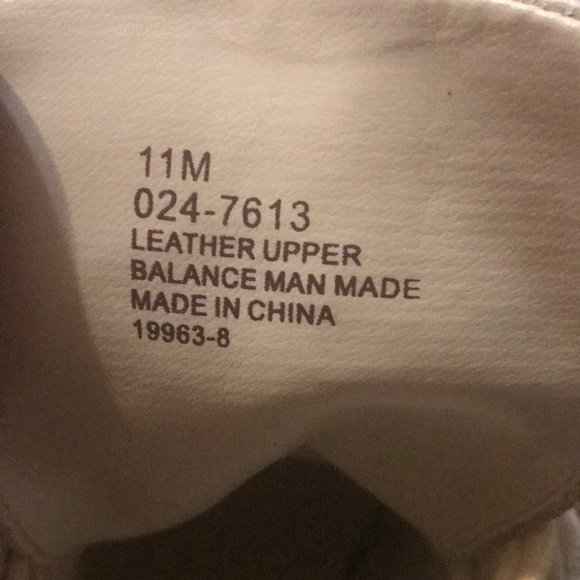 11M
024-7613
LEATHER UPPER
BALANCE MAN MADE
MADE IN CHINA
19963-8